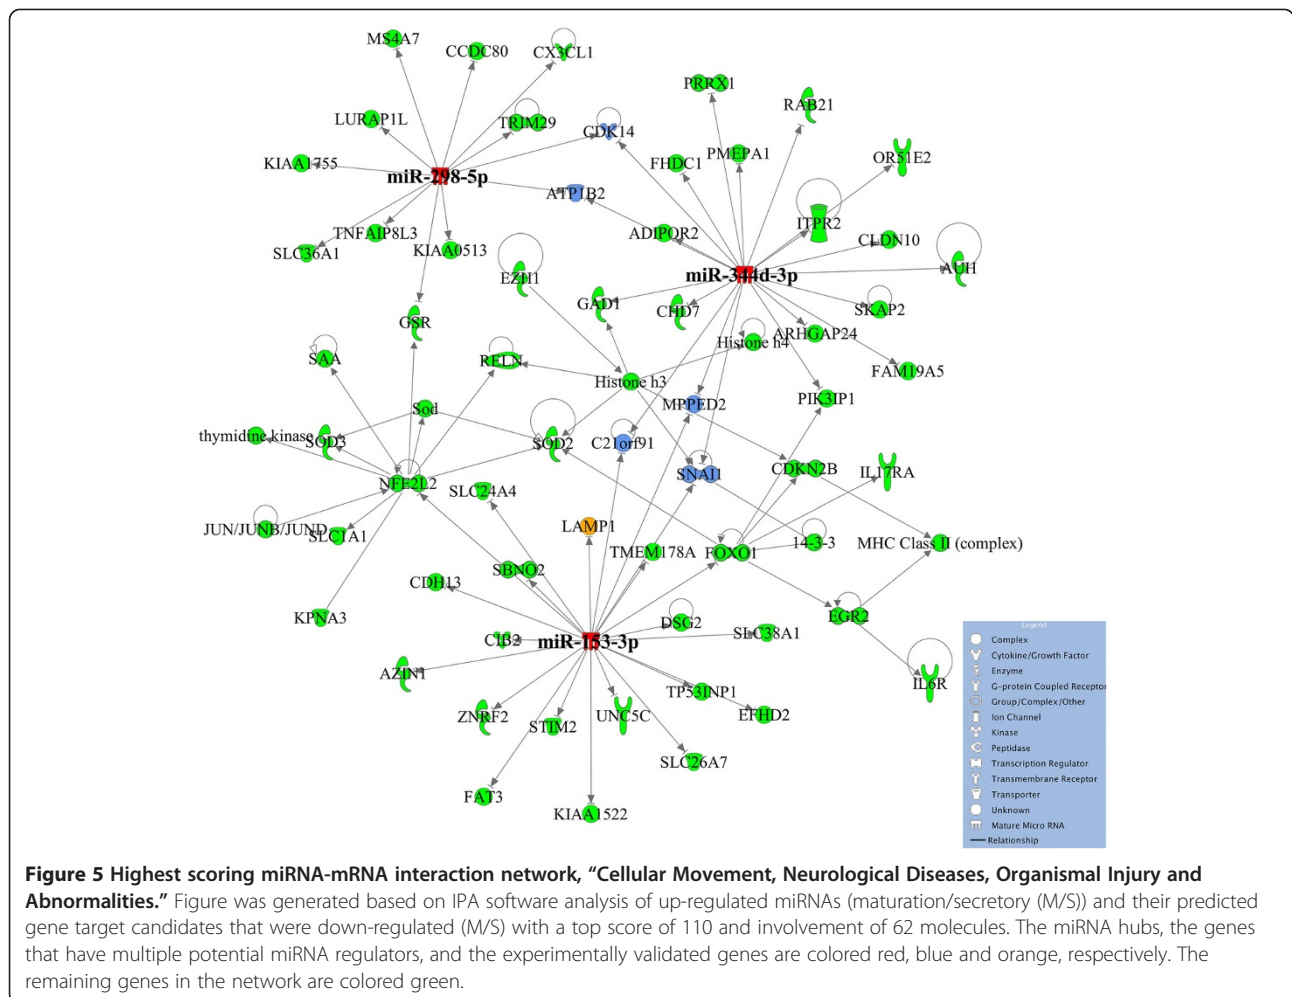 MS4A7
CCDC80
CX3CL1
PRRX1
RAB21
LURAP1L
TRIM29
CDK14
KIAA1755
FHDC1
PMEPA1
OR51E2
miR-298-5p
ATP1B2
ITPR2
TNFAIP8L3
ADIPOR2
CLDN10
SLC36A1
KIAA0513
EZH1
miR-344d-3p
AUH
GAD1
CHD7
SKAP2
GSR
Histone h4
ARHGAP24
SAA
RELN
Histone h3
FAM19A5
Sod
MPPED2
PIK3IP1
thymidine kinase
SOD3
SOD2
C21orf91
SNAI1
CDKN2B
IL17RA
NFE2L2
SLC24A4
JUN/JUNB/JUND
SLC1A1
LAMP1
TMEM178A
FOXO1
14-3-3
MHC Class II (complex)
SBNO2
CDH13
KPNA3
DSG2
EGR2
CIB2
miR-153-3p
SLC38A1
AZIN1
TP53INP1
IL6R
ZNRF2
STIM2
UNC5C
EFHD2
SLC26A7
FAT3
KIAA1522
Legend
Complex
Cytokine/Growth Factor
Enzyme
G-protein Coupled Receptor
Group/Complex/Other
Ion Channel
Kinase
Peptidase
Transcription Regulator
Transmembrane Receptor
Transporter
Unknown
Mature Micro RNA
Relationship
Figure 5 Highest scoring miRNA-mRNA interaction network, “Cellular Movement, Neurological Diseases, Organismal Injury and
Abnormalities.” Figure was generated based on IPA software analysis of up-regulated miRNAs (maturation/secretory (M/S)) and their predicted
gene target candidates that were down-regulated (M/S) with a top score of 110 and involvement of 62 molecules. The miRNA hubs, the genes
that have multiple potential miRNA regulators, and the experimentally validated genes are colored red, blue and orange, respectively. The
remaining genes in the network are colored green.